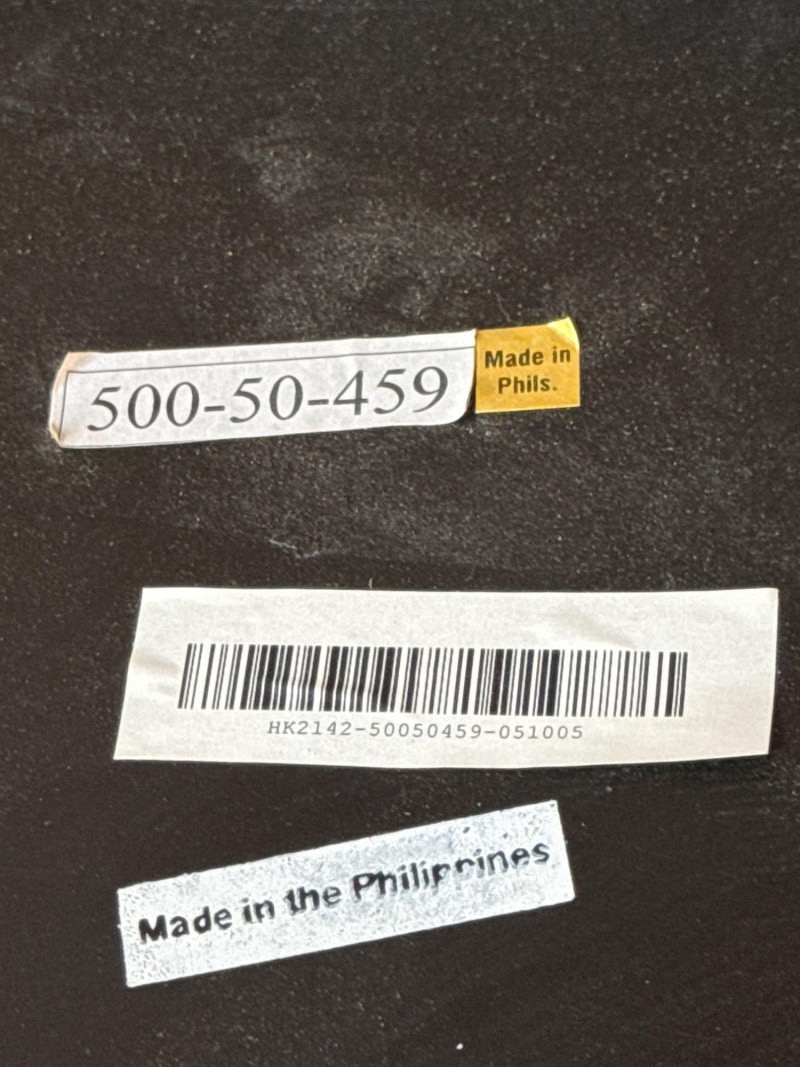 500-50-459
Made in
Phils.
HK2142-50050459-051005
Made in the Philippines